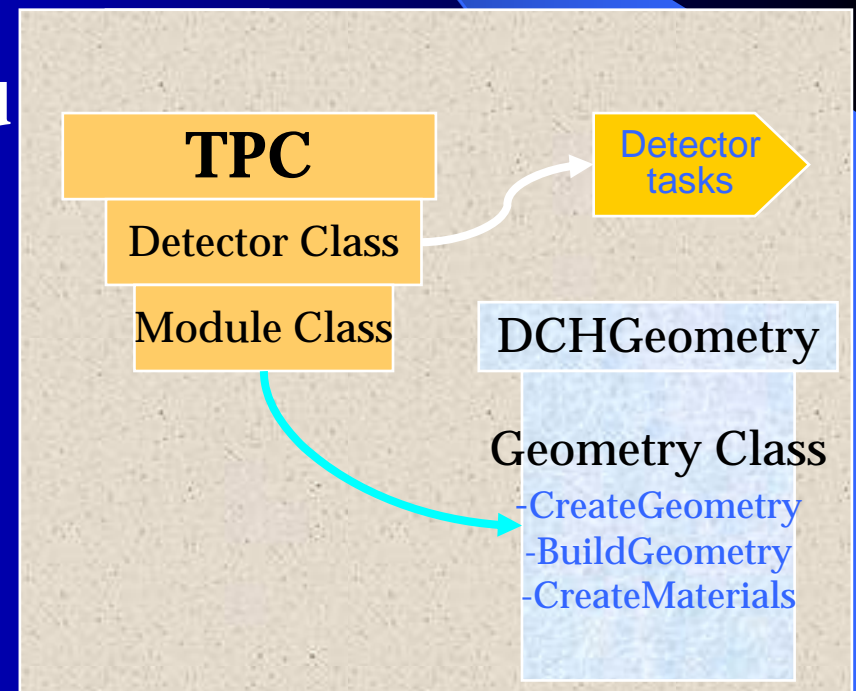 TPC
Detector Class
Module Class
Detector
tasks
DCHGeometry
Geometry Class
-CreateGeometry
-BuildGeometry
-CreateMaterials